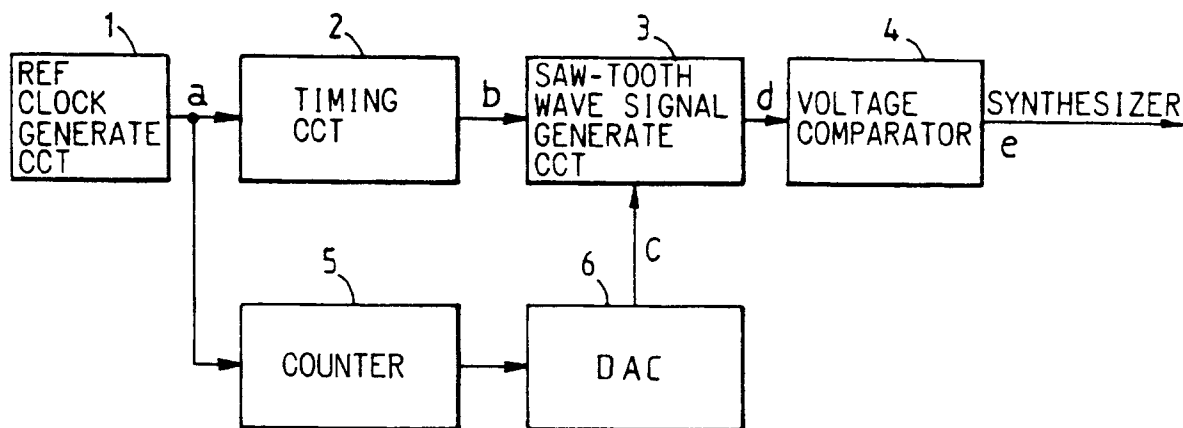 1
2
3
4
REF
CLOCK
GENERATE
CCT
a
TIMING
CCT
b
SAW-TOOTH
WAVE SIGNAL
GENERATE
CCT
d
VOLTAGE
COMPARATOR
SYNTHESIZER
e
C
5
6
COUNTER
DAC